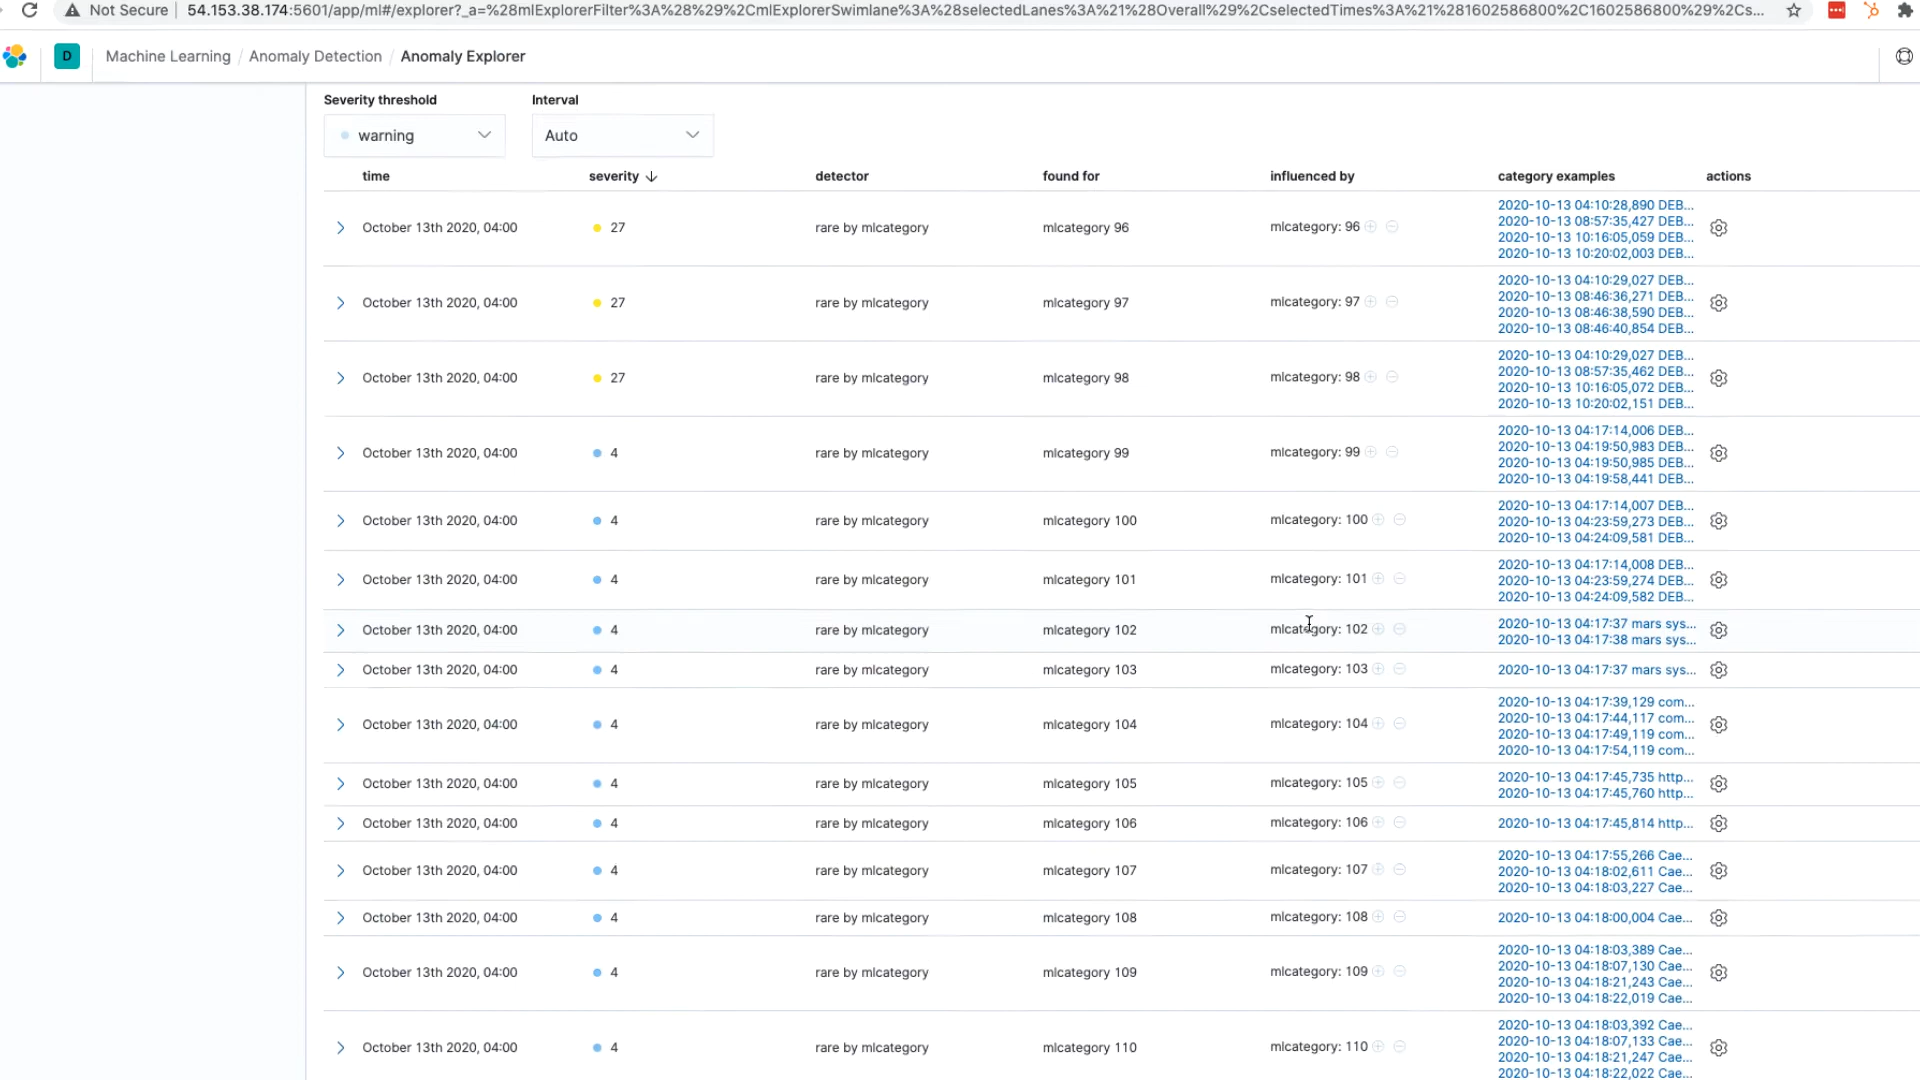 Not Secure | 54.153.38.174:5601/app/ml#/explorer?_a=%28mlExplorerFilter%3A%28%29%2CmlExplorerSwimlane%3A%28selectedLanes%3A%21%28Overall%29%2CselectedTimes%3A%21%281602586800%2C1602586800%29%2Cs...
D Machine Learning / Anomaly Detection / Anomaly Explorer
Severity threshold Interval
warning Auto
time severity detector found for influenced by category examples actions
2020-10-13 04:10:28,890 DEB...
October 13th 2020, 04:00 27 rare by mlcategory mlcategory 96 mlcategory: 96 2020-10-13 08:57:35,427 DEB...
2020-10-13 10:16:05,059 DEB...
2020-10-13 10:20:02,003 DEB...
2020-10-13 04:10:29,027 DEB...
October 13th 2020, 04:00 27 rare by mlcategory mlcategory 97 mlcategory: 97 2020-10-13 08:46:36,271 DEB...
2020-10-13 08:46:38,590 DEB...
2020-10-13 08:46:40,854 DEB...
2020-10-13 04:10:29,027 DEB...
October 13th 2020, 04:00 27 rare by mlcategory mlcategory 98 mlcategory: 98 2020-10-13 08:57:35,462 DEB...
2020-10-13 10:16:05,072 DEB...
2020-10-13 10:20:02,151 DEB...
2020-10-13 04:17:14,006 DEB...
October 13th 2020, 04:00 4 rare by mlcategory mlcategory 99 mlcategory: 99 2020-10-13 04:19:50,983 DEB...
2020-10-13 04:19:50,985 DEB...
2020-10-13 04:19:58,441 DEB...
2020-10-13 04:17:14,007 DEB...
October 13th 2020, 04:00 4 rare by mlcategory mlcategory 100 mlcategory: 100 2020-10-13 04:23:59,273 DEB...
2020-10-13 04:24:09,581 DEB...
2020-10-13 04:17:14,008 DEB...
October 13th 2020, 04:00 4 rare by mlcategory mlcategory 101 mlcategory: 101 2020-10-13 04:23:59,274 DEB...
2020-10-13 04:24:09,582 DEB...
October 13th 2020, 04:00 4 rare by mlcategory mlcategory 102 mlcategory: 102 2020-10-13 04:17:37 mars sys...
2020-10-13 04:17:38 mars sys...
October 13th 2020, 04:00 4 rare by mlcategory mlcategory 103 mlcategory: 103 2020-10-13 04:17:37 mars sys...
2020-10-13 04:17:39,129 com...
October 13th 2020, 04:00 4 rare by mlcategory mlcategory 104 mlcategory: 104 2020-10-13 04:17:44,117 com...
2020-10-13 04:17:49,119 com...
2020-10-13 04:17:54,119 com...
October 13th 2020, 04:00 4 rare by mlcategory mlcategory 105 mlcategory: 105 2020-10-13 04:17:45,735 http...
2020-10-13 04:17:45,760 http...
October 13th 2020, 04:00 4 rare by mlcategory mlcategory 106 mlcategory: 106 2020-10-13 04:17:45,814 http...
2020-10-13 04:17:55,266 Cae...
October 13th 2020, 04:00 4 rare by mlcategory mlcategory 107 mlcategory: 107 2020-10-13 04:18:02,611 Cae...
2020-10-13 04:18:03,227 Cae...
October 13th 2020, 04:00 4 rare by mlcategory mlcategory 108 mlcategory: 108 2020-10-13 04:18:00,004 Cae...
2020-10-13 04:18:03,389 Cae...
October 13th 2020, 04:00 4 rare by mlcategory mlcategory 109 mlcategory: 109 2020-10-13 04:18:07,130 Cae...
2020-10-13 04:18:21,243 Cae...
2020-10-13 04:18:22,019 Cae...
2020-10-13 04:18:03,392 Cae...
October 13th 2020, 04:00 4 rare by mlcategory mlcategory 110 mlcategory: 110 2020-10-13 04:18:07,133 Cae...
2020-10-13 04:18:21,247 Cae...
2020-10-13 04:18:22,022 Cae...